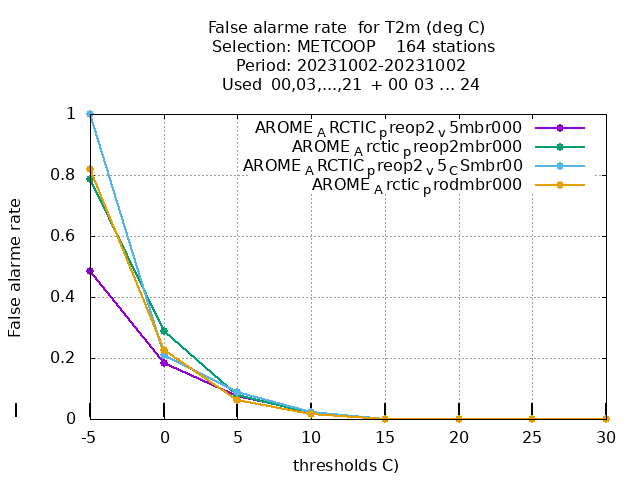 False alarme rate  for T2m (deg C)
Selection: METCOOP    164 stations
Period: 20231002-20231002
Used  00,03,...,21  + 00 03 ... 24
AROME_ARCTIC_preop2_v5mbr000
AROME_Arctic_preop2mbr000
AROME_ARCTIC_preop2_v5_CSmbr00
AROME_Arctic_prodmbr000
False alarme rate
1
0.8
0.6
0.4
0.2
0
-5 0 5 10 15 20 25 30
thresholds C)